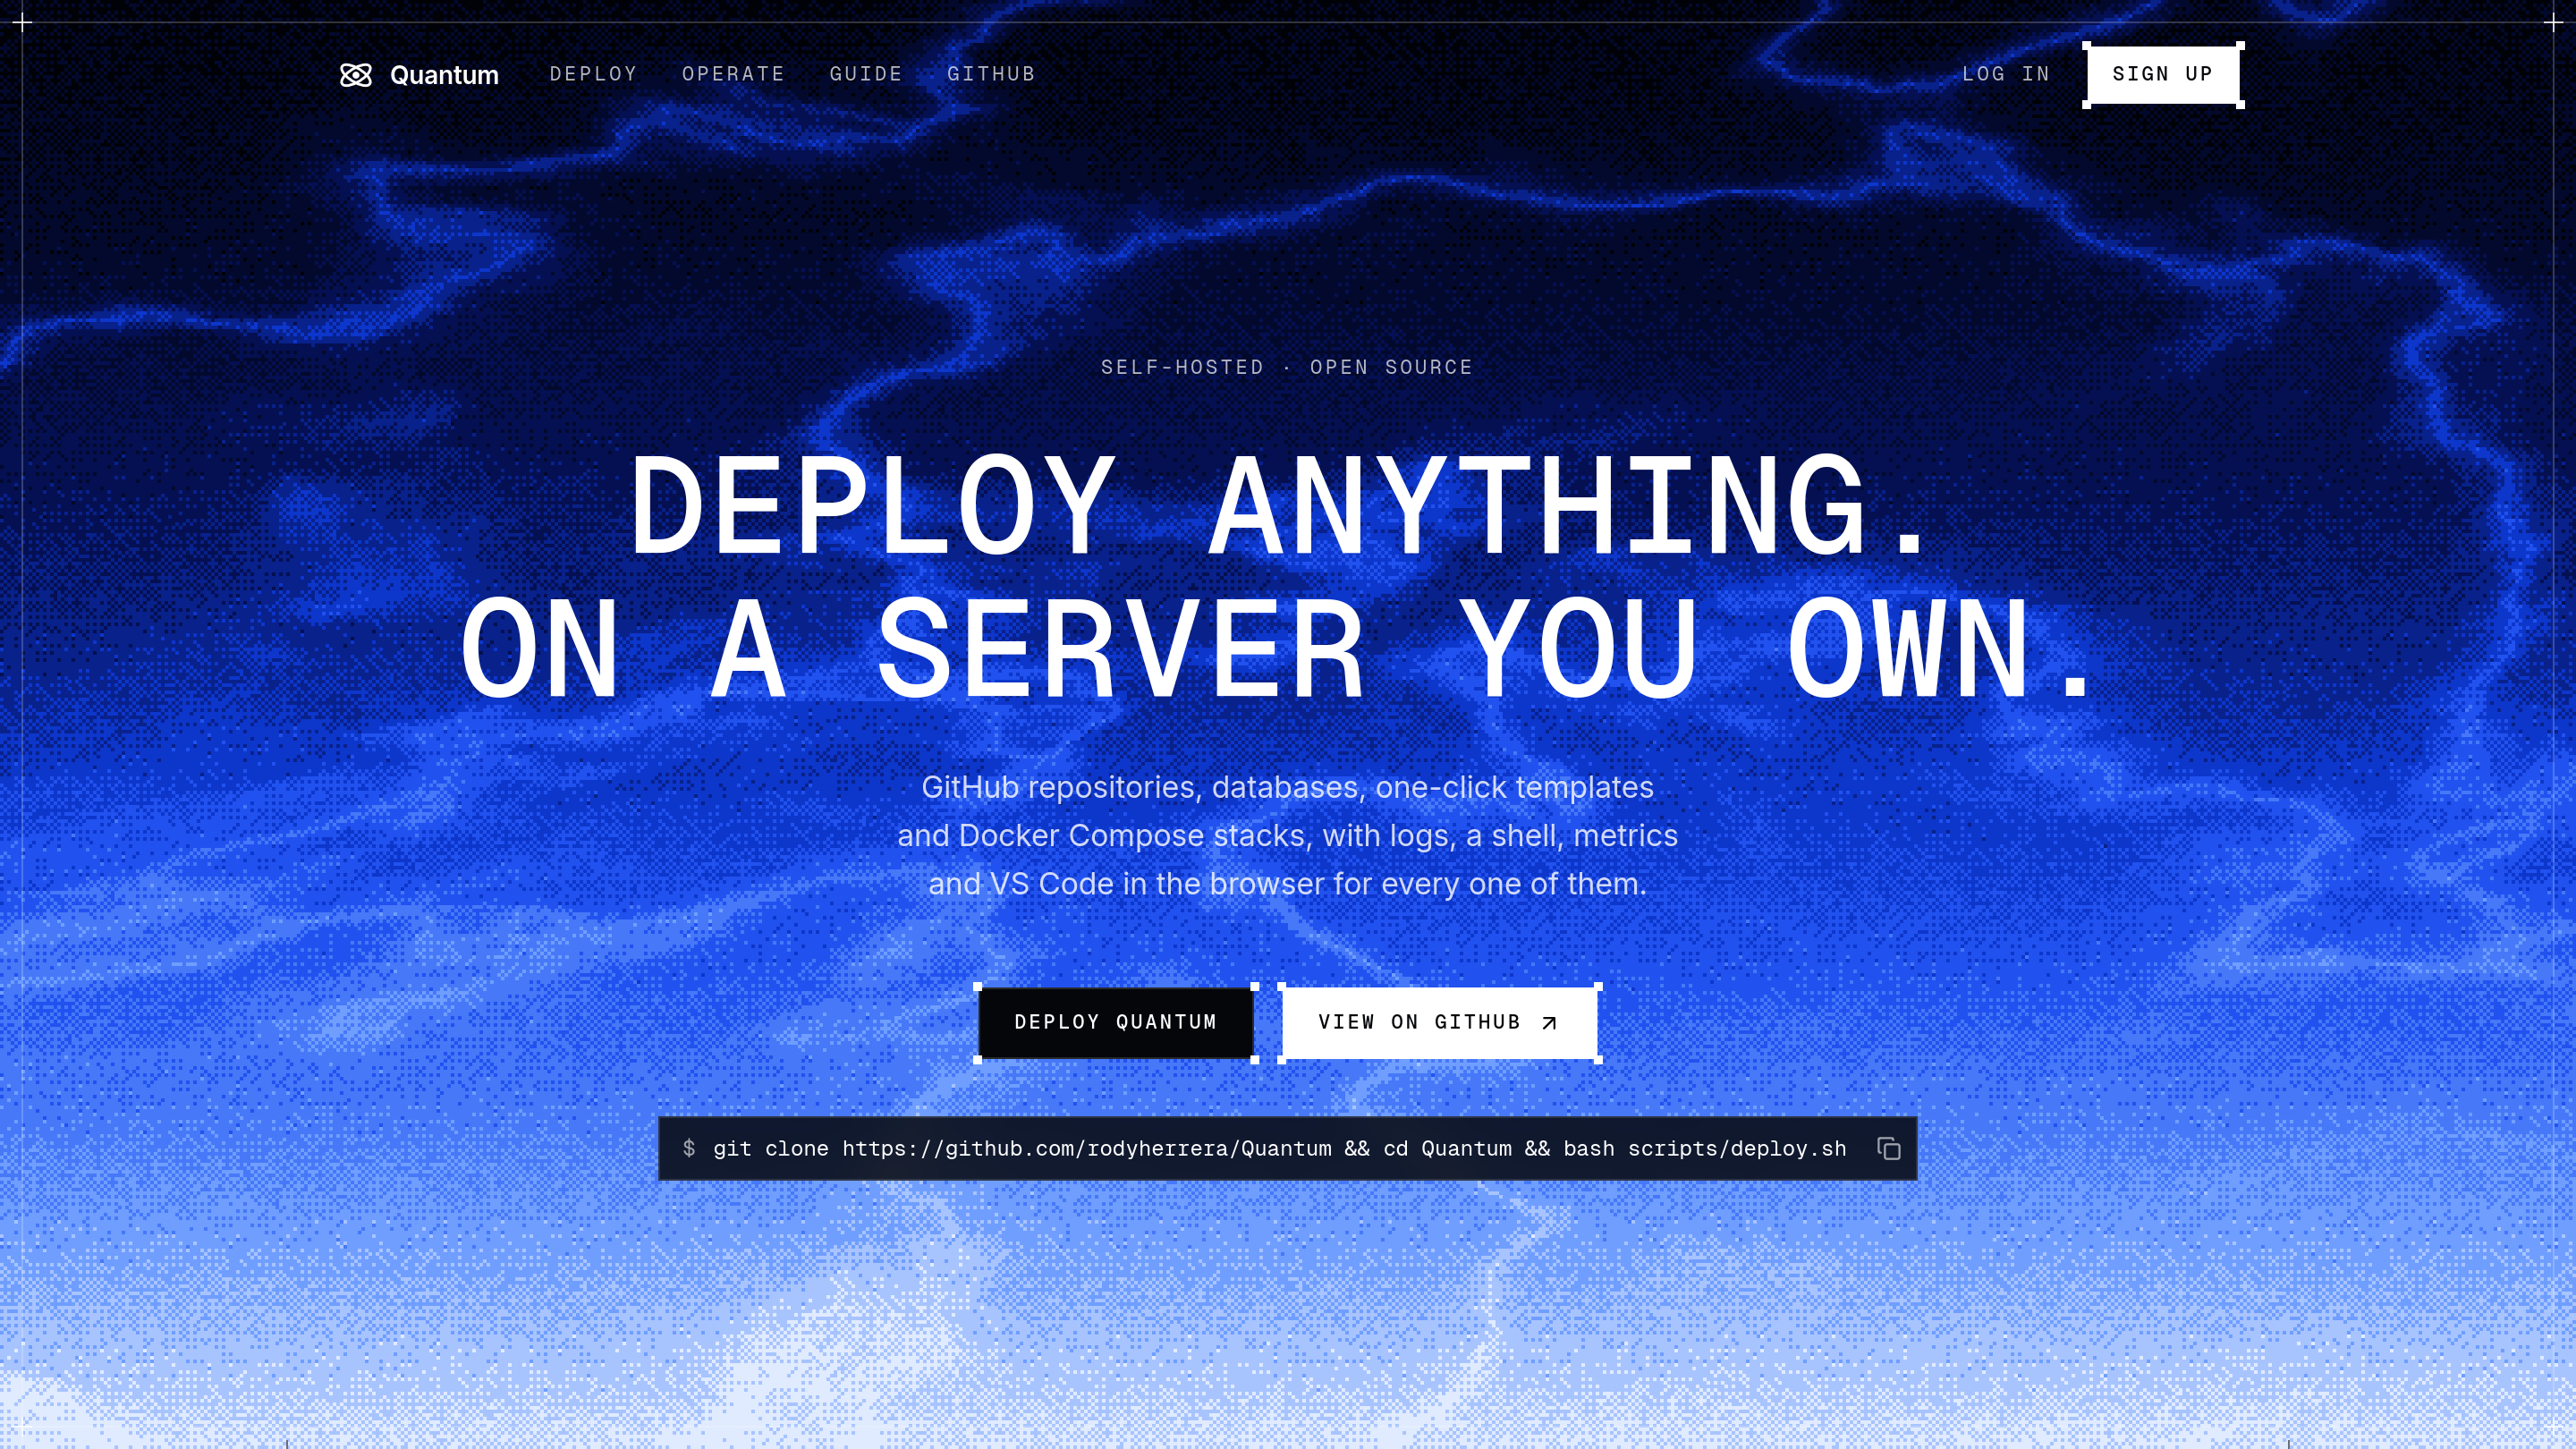 Quantum
DEPLOY
OPERATE
GUIDE
GITHUB
LOG IN
SIGN UP
SELF-HOSTED · OPEN SOURCE
DEPLOY ANYTHING.
ON A SERVER YOU OWN.
GitHub repositories, databases, one-click templates
and Docker Compose stacks, with logs, a shell, metrics
and VS Code in the browser for every one of them.
DEPLOY QUANTUM
VIEW ON GITHUB
$ git clone https://github.com/rodyherrera/Quantum && cd Quantum && bash scripts/deploy.sh